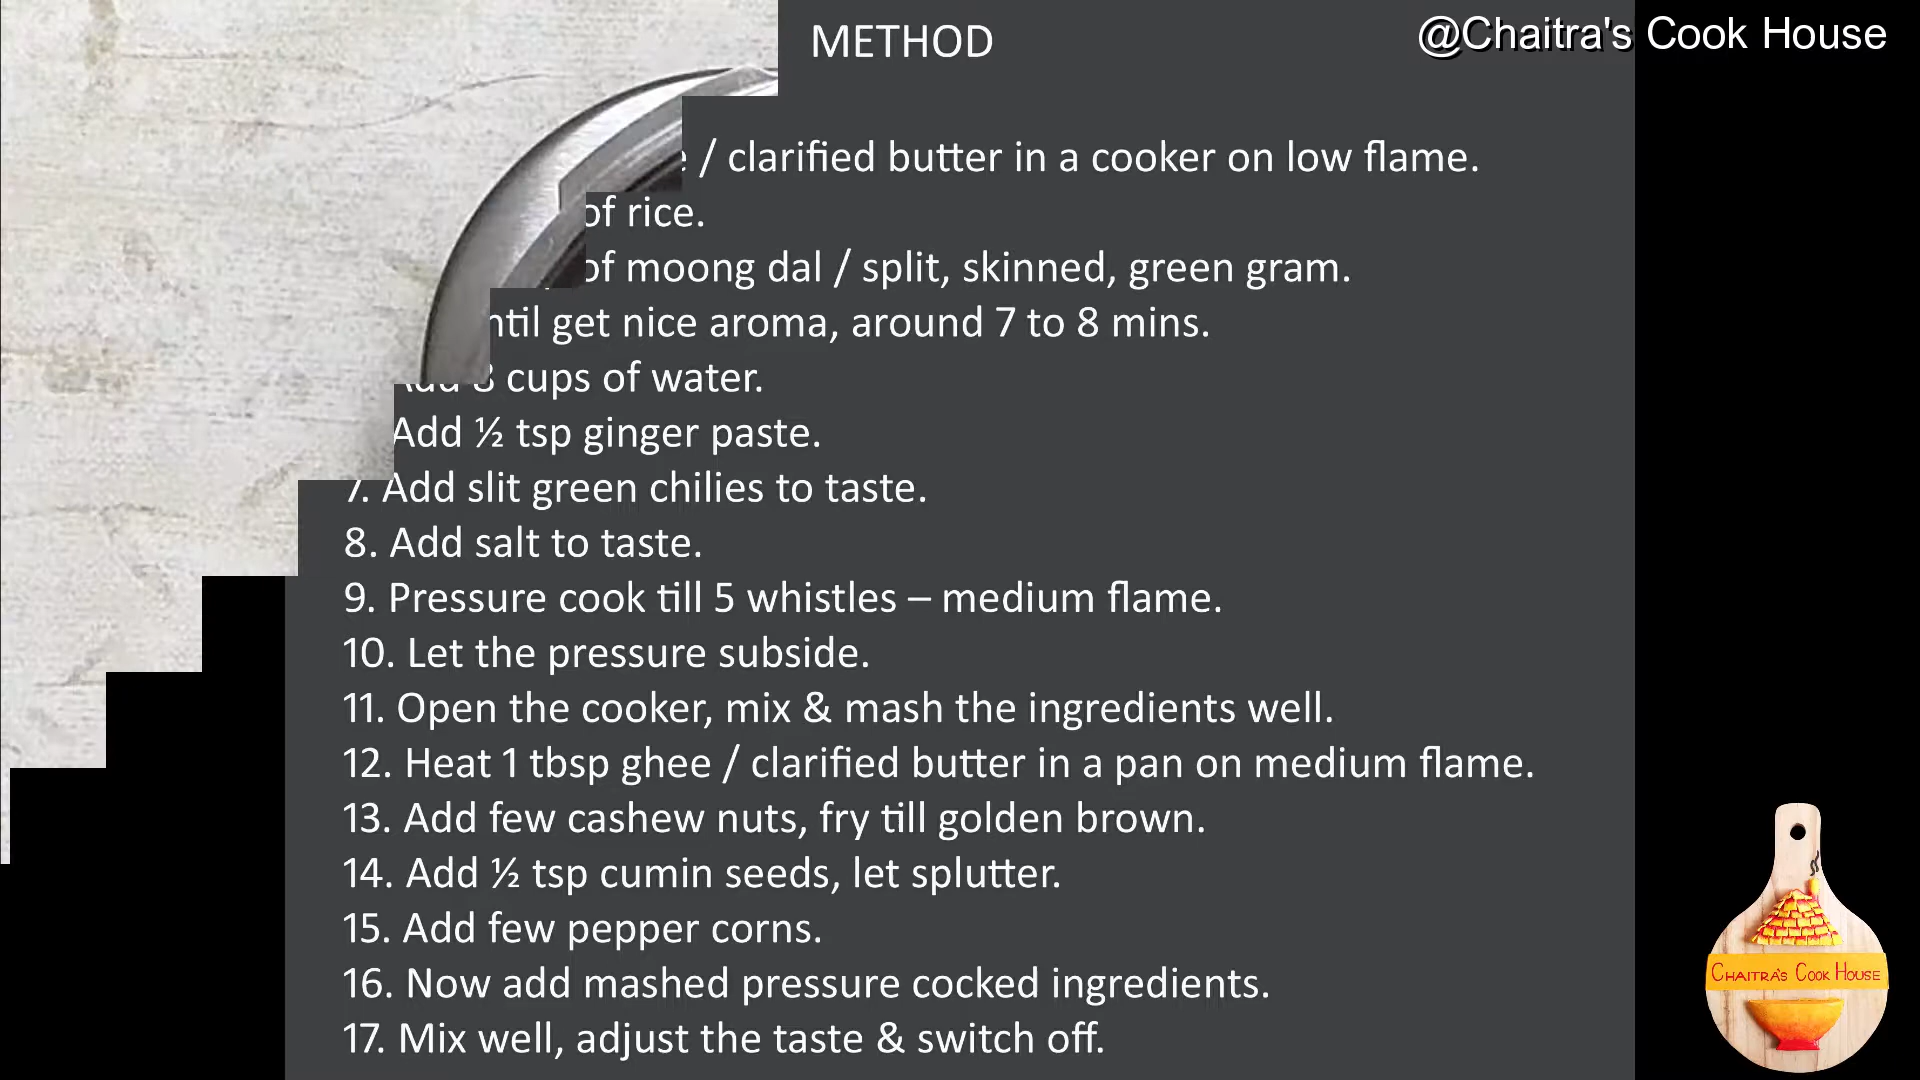 METHOD
@Chaitra's Cook House
/ clarified butter in a cooker on low flame.
of rice.
of moong dal / split, skinned, green gram.
get nice aroma, around 7 to 8 mins.
cups of water.
Add ½ tsp ginger paste.
7. Add slit green chilies to taste.
8. Add salt to taste.
9. Pressure cook till 5 whistles – medium flame.
10. Let the pressure subside.
11. Open the cooker, mix & mash the ingredients well.
12. Heat 1 tbsp ghee / clarified butter in a pan on medium flame.
13. Add few cashew nuts, fry till golden brown.
14. Add ½ tsp cumin seeds, let splutter.
15. Add few pepper corns.
16. Now add mashed pressure cocked ingredients.
17. Mix well, adjust the taste & switch off.
CHAITRA'S COOK HOUSE